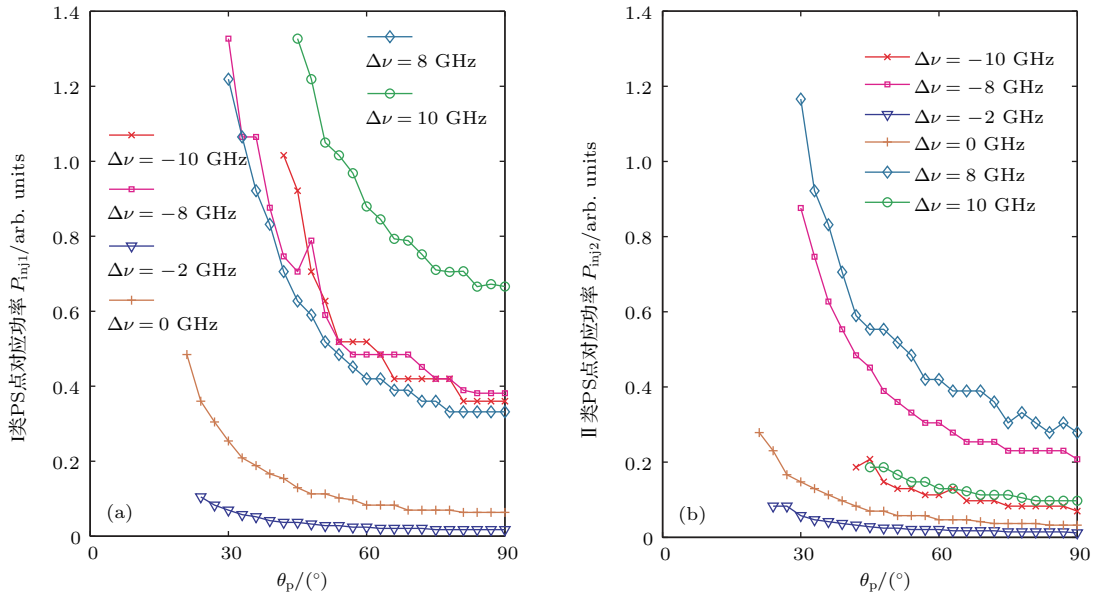 1.4
1.2
1.0
0.8
0.6
0.4
0.2
0
0
30
60
90
θp/(°)
I类PS点对应功率 Pinj1/arb. units
Δν = 8 GHz
Δν = 10 GHz
Δν = −10 GHz
Δν = −8 GHz
Δν = −2 GHz
Δν = 0 GHz
(a)
1.4
1.2
1.0
0.8
0.6
0.4
0.2
0
0
30
60
90
θp/(°)
II类PS点对应功率 Pinj2/arb. units
Δν = −10 GHz
Δν = −8 GHz
Δν = −2 GHz
Δν = 0 GHz
Δν = 8 GHz
Δν = 10 GHz
(b)